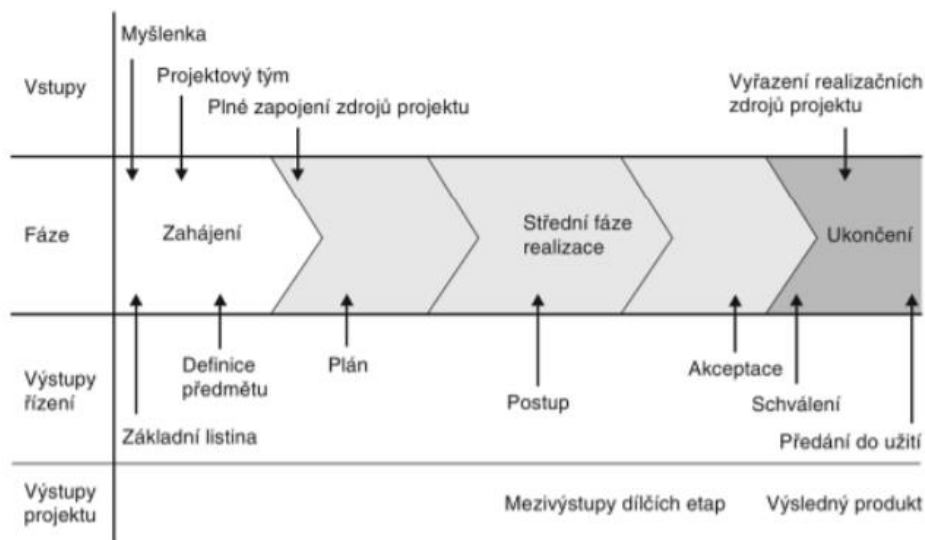 Vstupy
Myšlenka
Projektový tým
Plné zapojení zdrojů projektu
Vyřazení realizačních
zdrojů projektu
Fáze
Zahájení
Střední fáze
realizace
Ukončení
Výstupy
řízení
Základní listina
Definice
předmětu
Plán
Postup
Akceptace
Schválení
Předání do užití
Výstupy
projektu
Mezivýstupy dílčích etap
Výsledný produkt